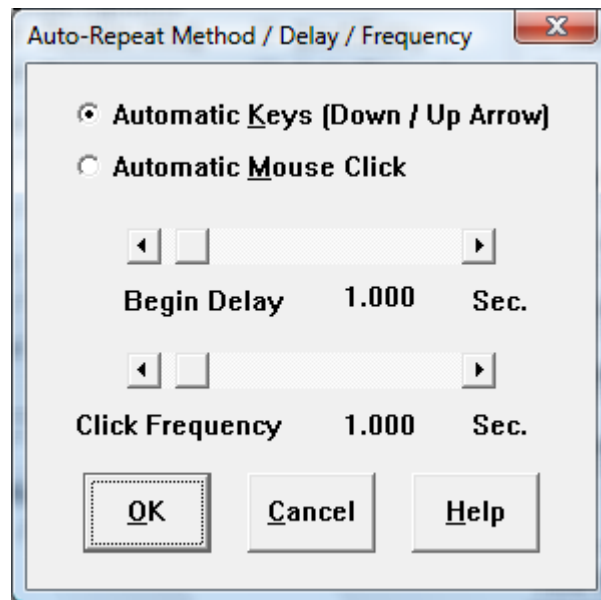 Auto-Repeat Method / Delay / Frequency
Automatic Keys (Down / Up Arrow)
Automatic Mouse Click
Begin Delay 1.000 Sec.
Click Frequency 1.000 Sec.
OK Cancel Help